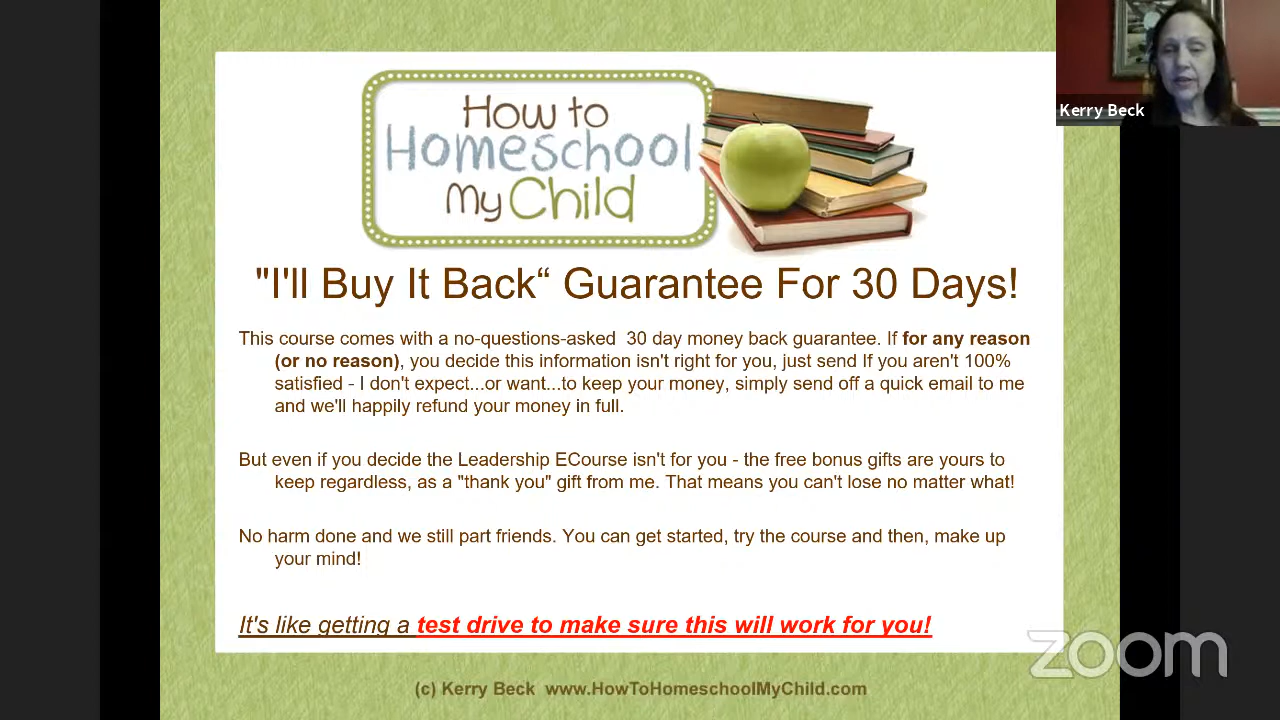 How to
Homeschool
My Child
Kerry Beck
"I'll Buy It Back“ Guarantee For 30 Days!
This course comes with a no-questions-asked 30 day money back guarantee. If for any reason
(or no reason), you decide this information isn't right for you, just send If you aren't 100%
satisfied - I don't expect...or want...to keep your money, simply send off a quick email to me
and we'll happily refund your money in full.
But even if you decide the Leadership ECourse isn't for you - the free bonus gifts are yours to
keep regardless, as a "thank you" gift from me. That means you can't lose no matter what!
No harm done and we still part friends. You can get started, try the course and then, make up
your mind!
It's like getting a test drive to make sure this will work for you!
zoom
(c) Kerry Beck www.HowToHomeschoolMyChild.com